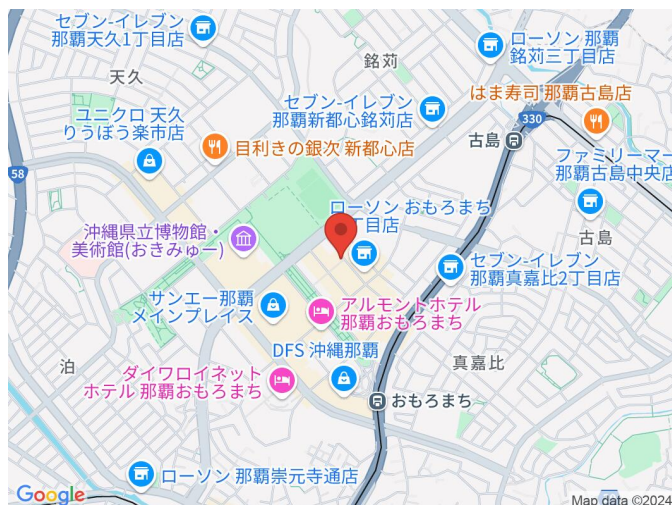 セブン-イレブン
那覇天久1丁目店
天久
銘苅
ローソン 那覇
銘苅三丁目店
はま寿司 那覇古島店
330
古島
ユニクロ 天久
りうぼう楽市店
セブン-イレブン
那覇新都心銘苅店
目利きの銀次 新都心店
58
ファミリーマー
那覇古島中央店
古島
沖縄県立博物館・
美術館(おきみゅー)
ローソン おもろまち
丁目店
セブン-イレブン
那覇真嘉比2丁目店
サンエー那覇
メインプレイス
アルモントホテル
那覇おもろまち
泊
DFS 沖縄那覇
真嘉比
ダイワロイネット
ホテル 那覇おもろまち
おもろまち
ローソン 那覇崇元寺通店
Google
Map data ©2024